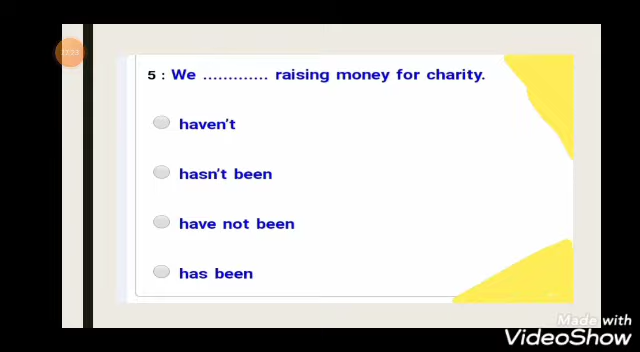 5 : We ............. raising money for charity.
haven't
hasn't been
have not been
has been
Made with
VideoShow